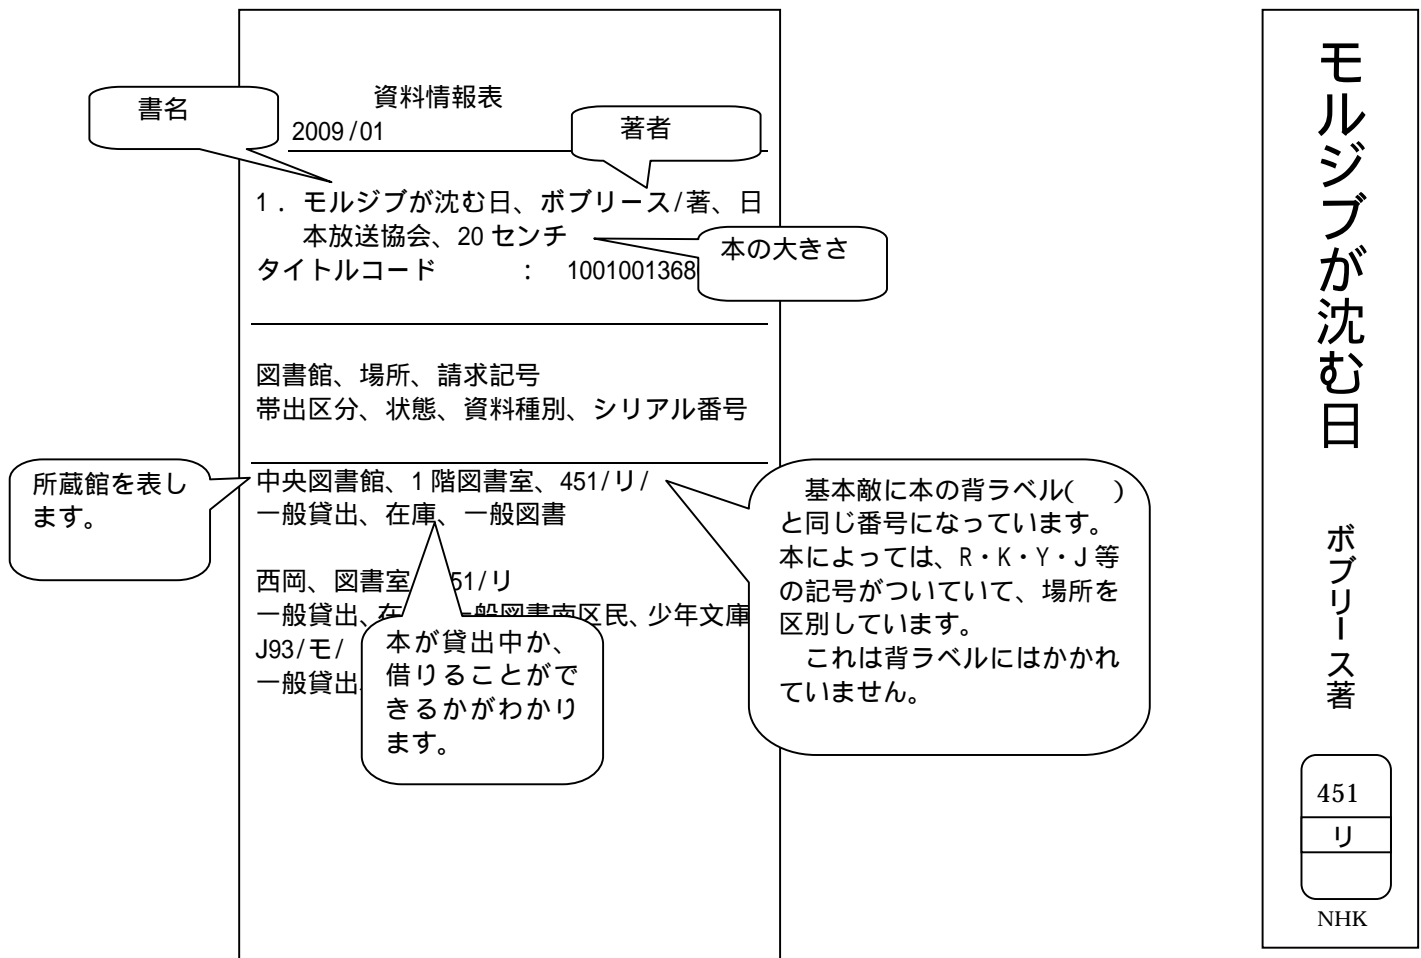 資料情報表
書名
2009/01
著者
1．モルジブが沈む日、ボブリース/著、日
本放送協会、20センチ
本の大きさ
タイトルコード　　　：　1001001368
図書館、場所、請求記号
帯出区分、状態、資料種別、シリアル番号
所蔵館を表し
ます。
中央図書館、1階図書室、451/リ/
一般貸出、在庫、一般図書
西岡、図書室 51/リ
一般貸出、在 一般図書南区民、少年文庫
J93/モ/
一般貸出
本が貸出中か、
借りることがで
きるかがわかり
ます。
基本敵に本の背ラベル(　　)
と同じ番号になっています。
本によっては、R・K・Y・J等
の記号がついていて、場所を
区別しています。
これは背ラベルにはかかれ
ていません。
モルジブが沈む日
ボブリース著
451
リ
NHK